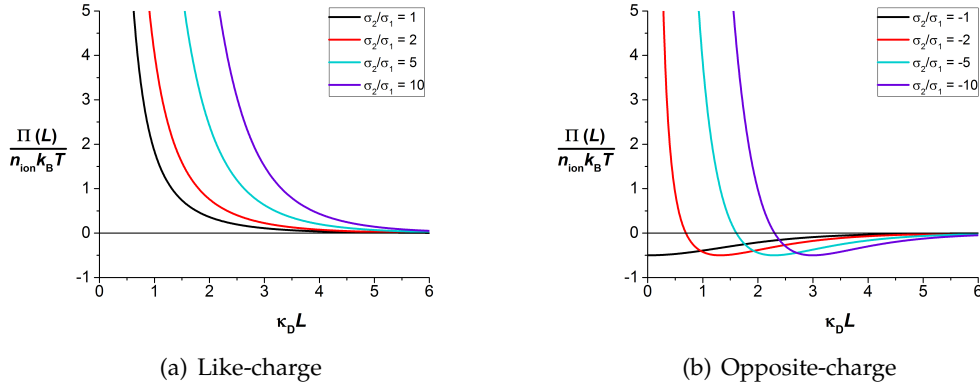 5
4
3
2
1
0
-1
0 1 2 3 4 5 6
Π (L)
n_ion k_B T
κ_D L
σ₂/σ₁ = 1
σ₂/σ₁ = 2
σ₂/σ₁ = 5
σ₂/σ₁ = 10
(a) Like-charge
5
4
3
2
1
0
-1
0 1 2 3 4 5 6
Π (L)
n_ion k_B T
κ_D L
σ₂/σ₁ = -1
σ₂/σ₁ = -2
σ₂/σ₁ = -5
σ₂/σ₁ = -10
(b) Opposite-charge